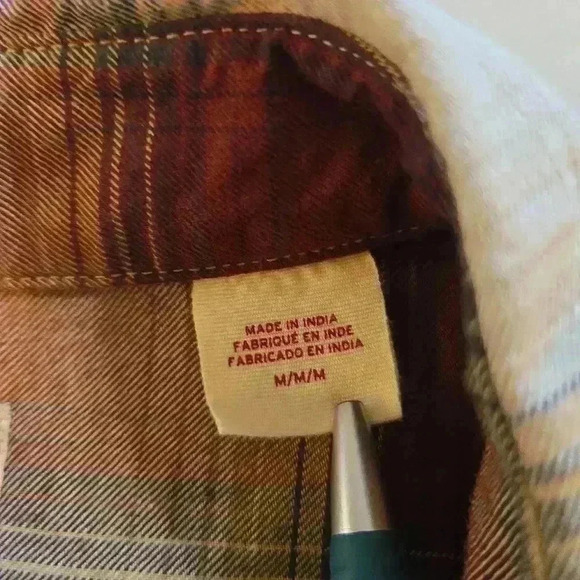 MADE IN INDIA
FABRIQUÉ EN INDE
FABRICADO EN INDIA
M/M/M